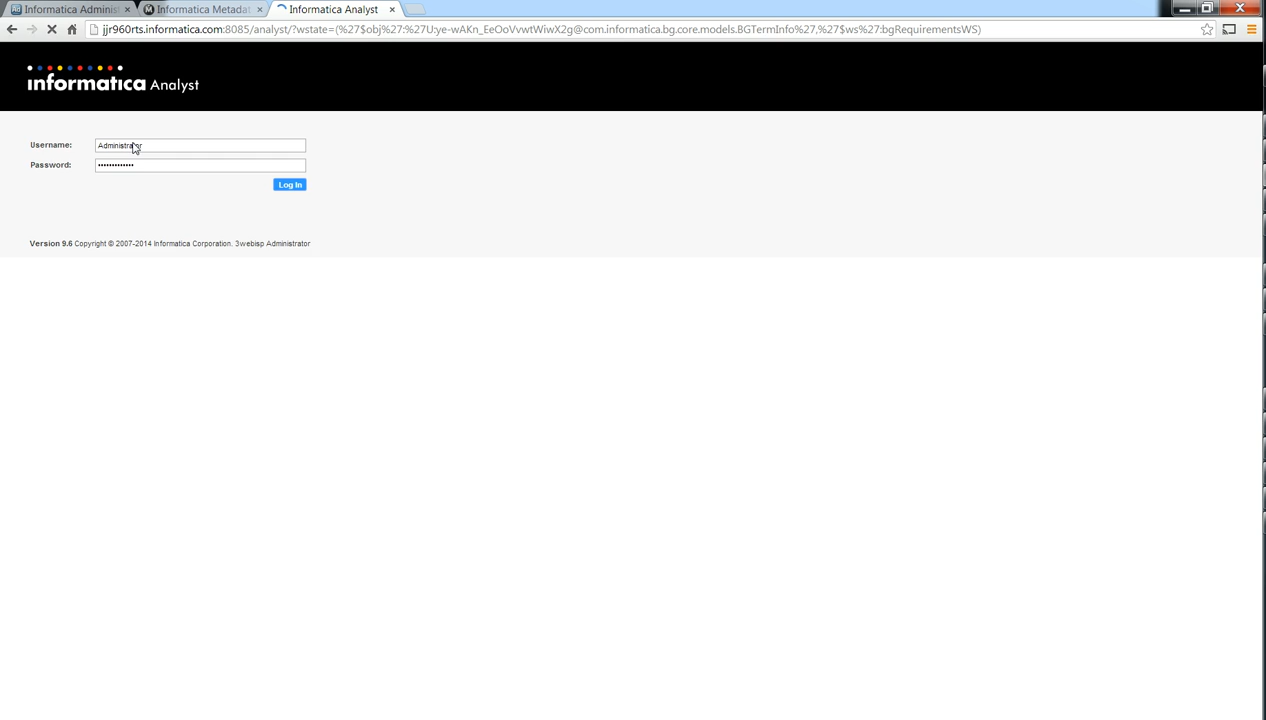 Informatica Adminis
Informatica Metadat
Informatica Analyst
jjr960rts.informatica.com:8085/analyst/?wstate=(%27$obj%27:%27U:ye-wAKn_EeOoVvwtWiwX2g@com.informatica.bg.core.models.BGTermInfo%27,%27$ws%27:bgRequirementsWS)
informatica Analyst
Username: Administrator
Password: •••••••••••••
Log In
Version 9.6 Copyright © 2007-2014 Informatica Corporation. 3webisp Administrator